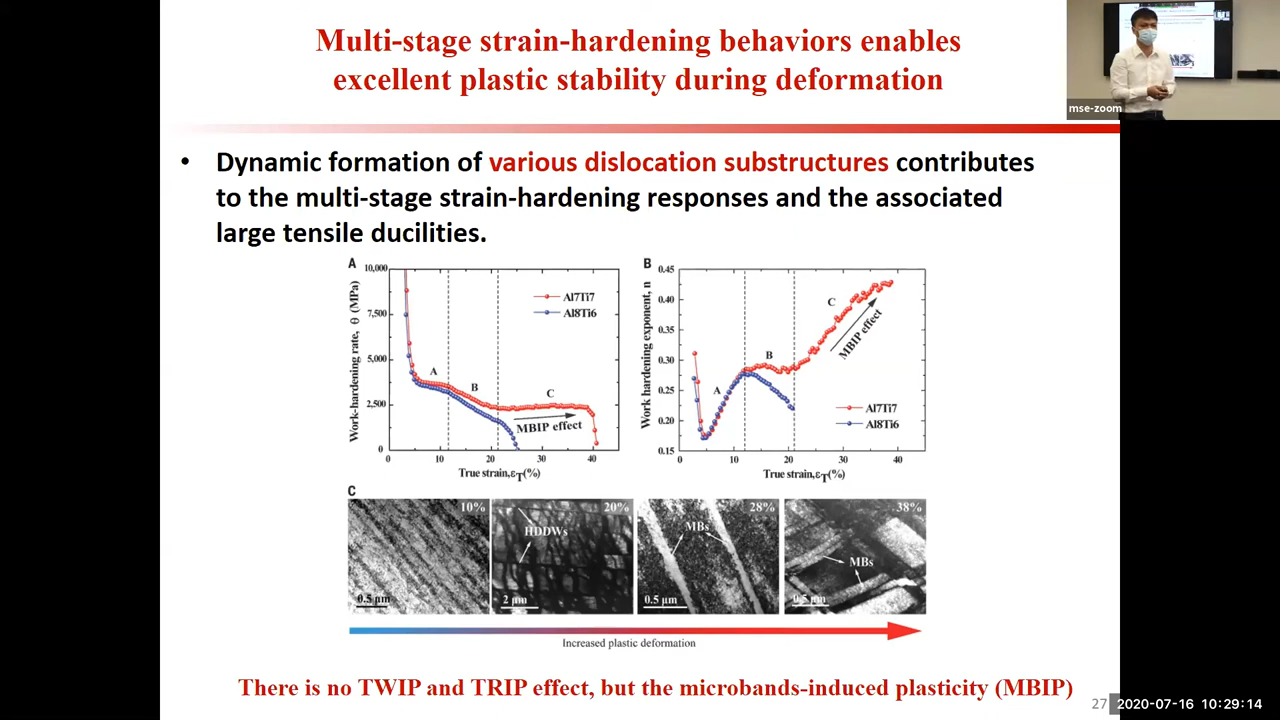 Multi-stage strain-hardening behaviors enables
excellent plastic stability during deformation
mse-zoom
• Dynamic formation of various dislocation substructures contributes
to the multi-stage strain-hardening responses and the associated
large tensile ducilities.
A
10,000
7,500
5,000
2,500
0
Work-hardening rate, θ (MPa)
Al7Ti7
Al8Ti6
A
B
C
MBIP effect
0 10 20 30 40
True strain,εT(%)
B
0.45
0.40
0.35
0.30
0.25
0.20
0.15
Work hardening exponent, n
A
B
C
MBIP effect
Al7Ti7
Al8Ti6
0 10 20 30 40
True strain,εT(%)
C
10%
0.5 μm
20%
HDDWs
2 μm
28%
MBs
0.5 μm
38%
MBs
0.5 μm
Increased plastic deformation
There is no TWIP and TRIP effect, but the microbands-induced plasticity (MBIP)
27
2020-07-16 10:29:14